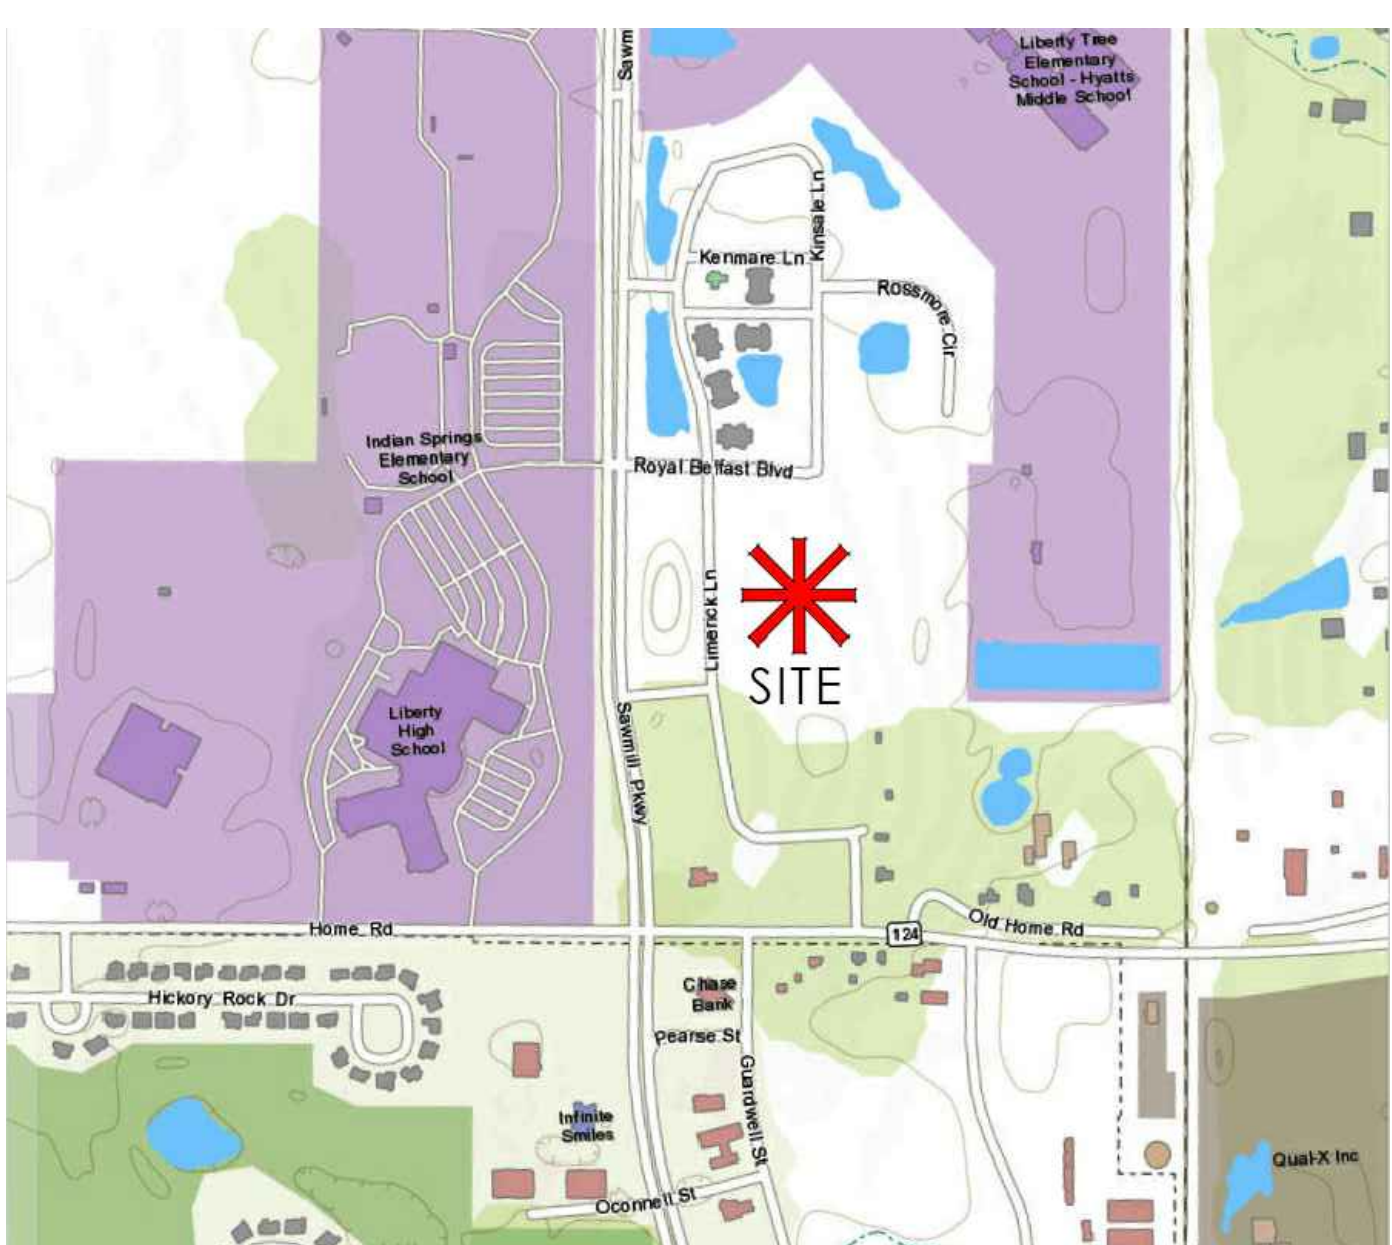 Sawm
Liberty Tree
Elementary
School - Hyatts
Middle School
Kinsale Ln
Kenmare Ln
Rossmore Cir
Indian Springs
Elementary
School
Royal Belfast Blvd
Limerick Ln
SITE
Liberty
High
School
Sawmill Pkwy
Home Rd
124
Old Home Rd
Hickory Rock Dr
Chase
Bank
Pearse St
Guardwell St
Infinite
Smiles
Qual-X Inc
Oconnell St